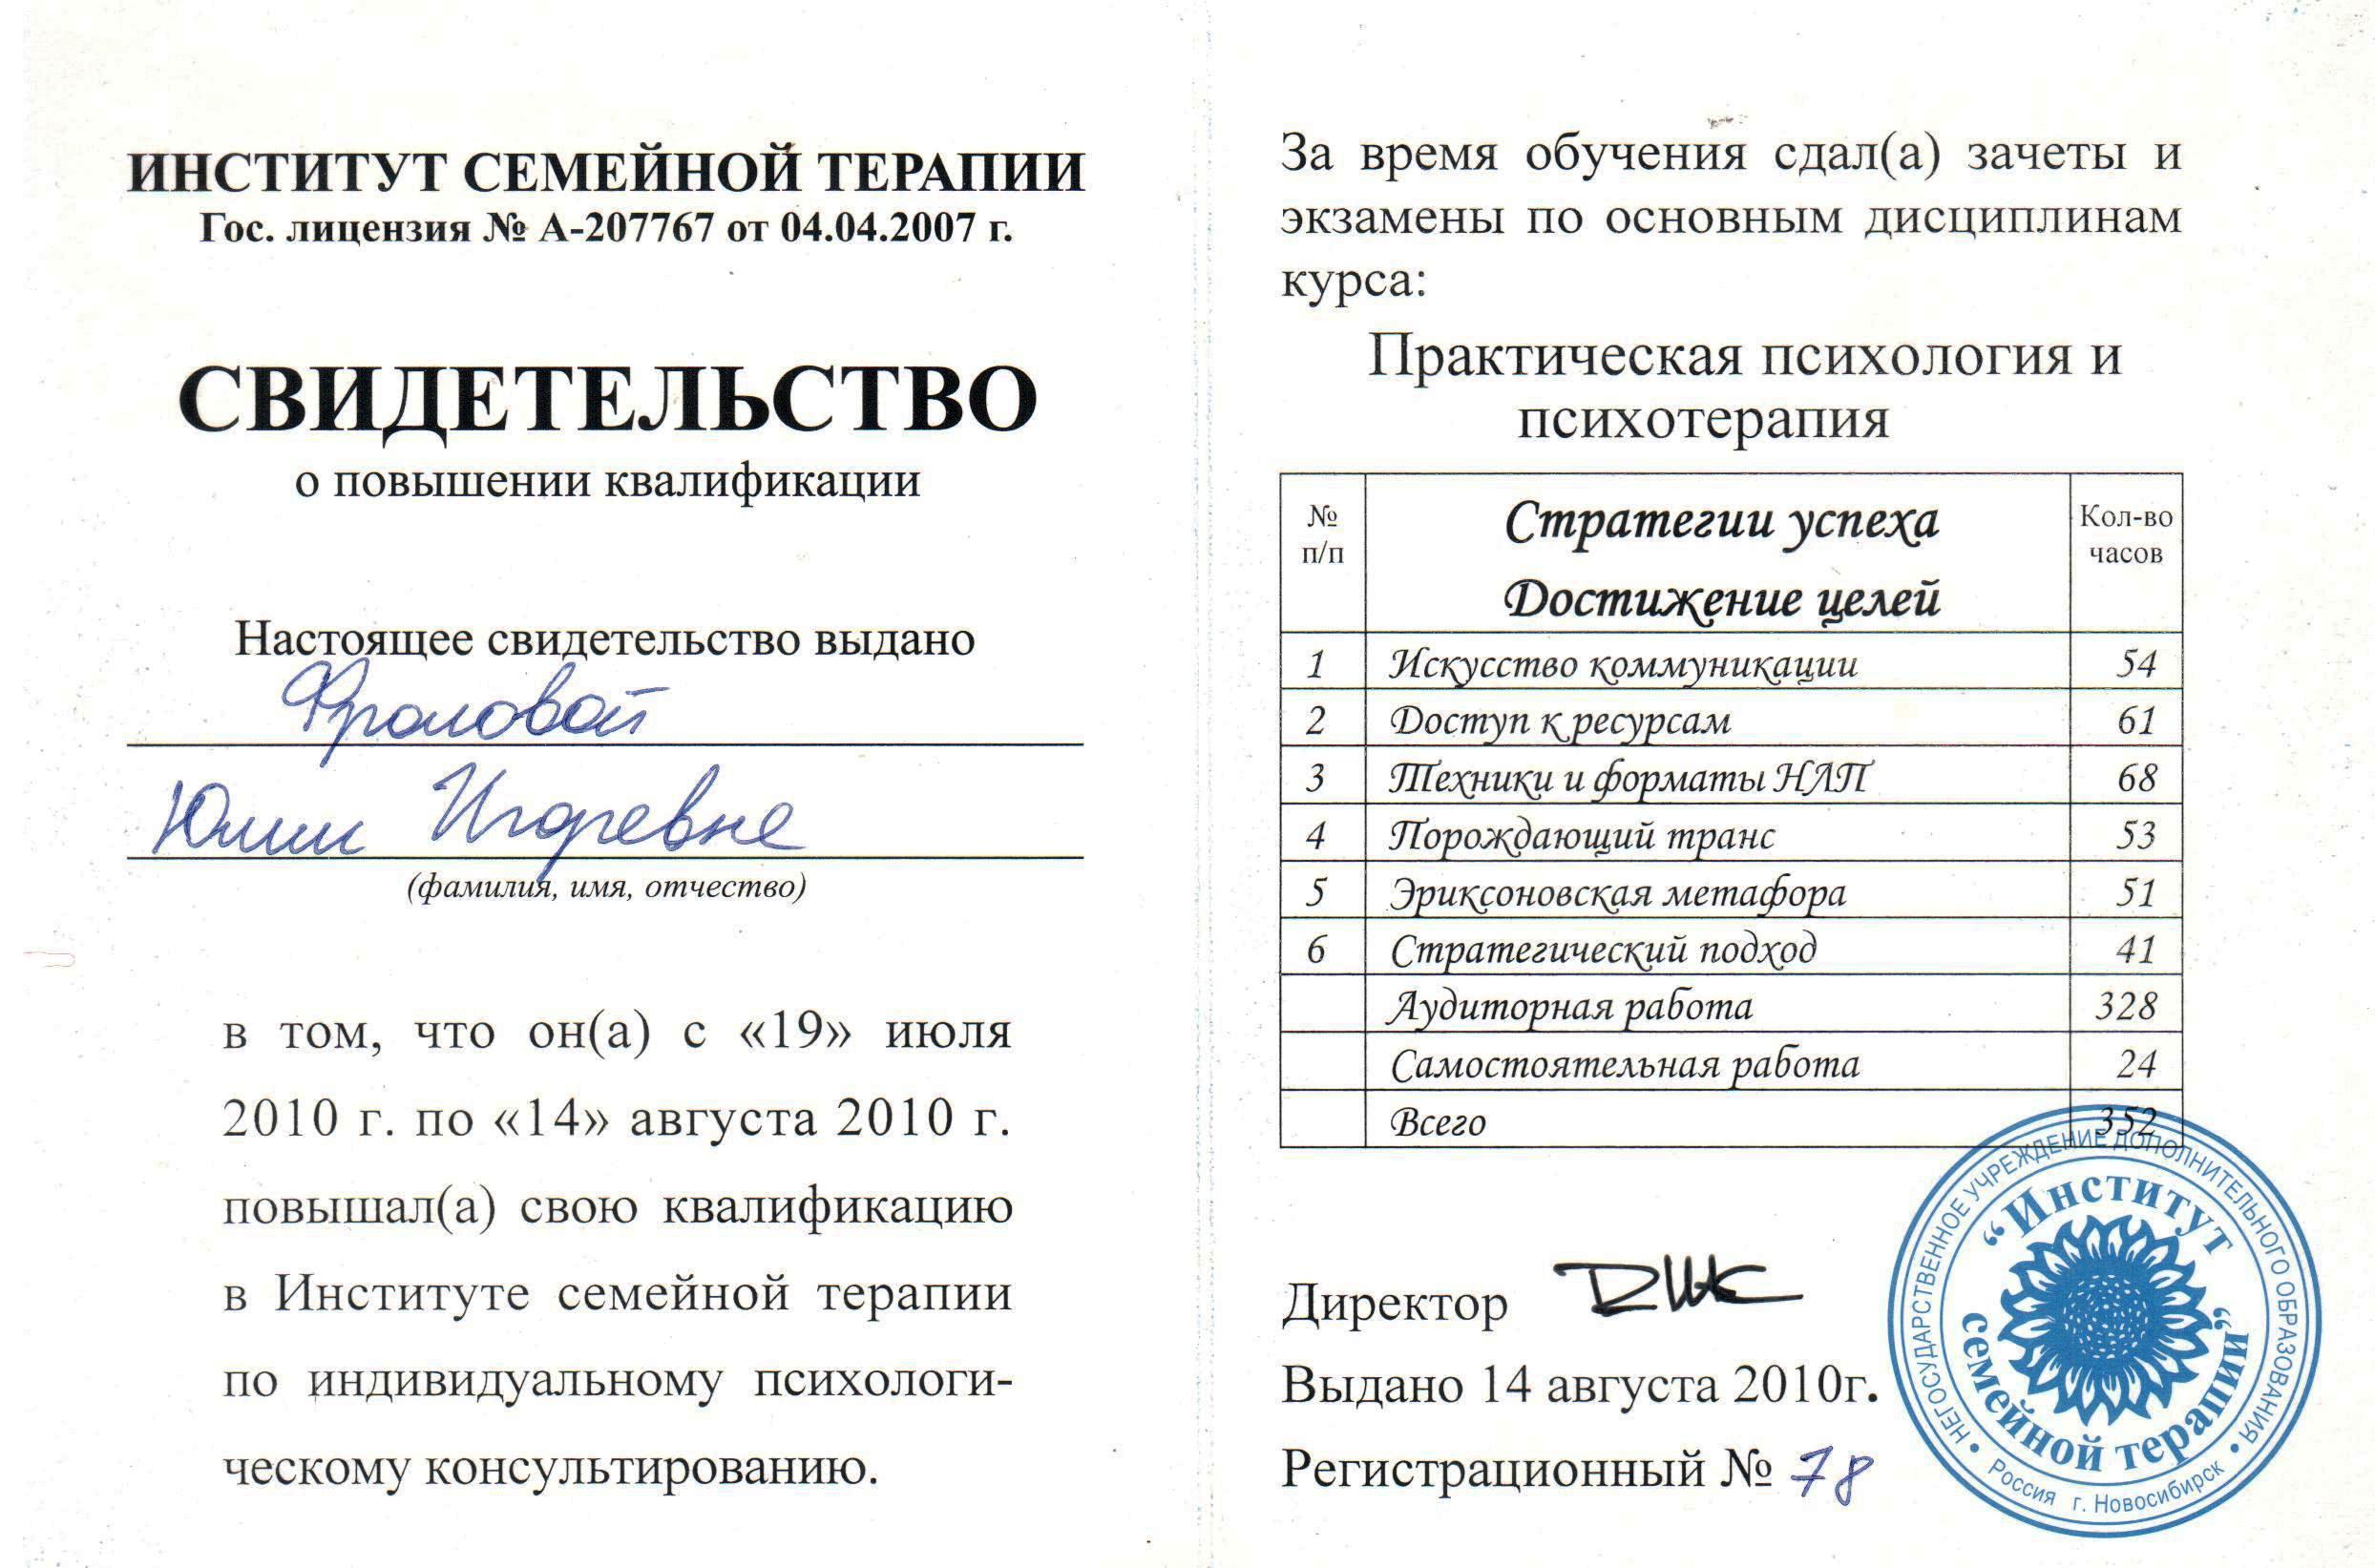 ИНСТИТУТ СЕМЕЙНОЙ ТЕРАПИИ
Гос. лицензия № А-207767 от 04.04.2007 г.
СВИДЕТЕЛЬСТВО
о повышении квалификации
Настоящее свидетельство выдано
Фроловой
Юлии Игоревне
(фамилия, имя, отчество)
в том, что он(а) с «19» июля
2010 г. по «14» августа 2010 г.
повышал(а) свою квалификацию
в Институте семейной терапии
по индивидуальному психологи-
ческому консультированию.
За время обучения сдал(а) зачеты и
экзамены по основным дисциплинам
курса:
Практическая психология и
психотерапия
№ п/п Стратегии успеха Достижение целей Кол-во часов
1 Искусство коммуникации 54
2 Доступ к ресурсам 61
3 Техники и форматы НЛП 68
4 Порождающий транс 53
5 Эриксоновская метафора 51
6 Стратегический подход 41
Аудиторная работа 328
Самостоятельная работа 24
Всего 352
Директор
Выдано 14 августа 2010г.
Регистрационный № 78
НЕГОСУДАРСТВЕННОЕ УЧРЕЖДЕНИЕ ДОПОЛНИТЕЛЬНОГО ОБРАЗОВАНИЯ
“Институт
семейной терапии”
• Россия г. Новосибирск •